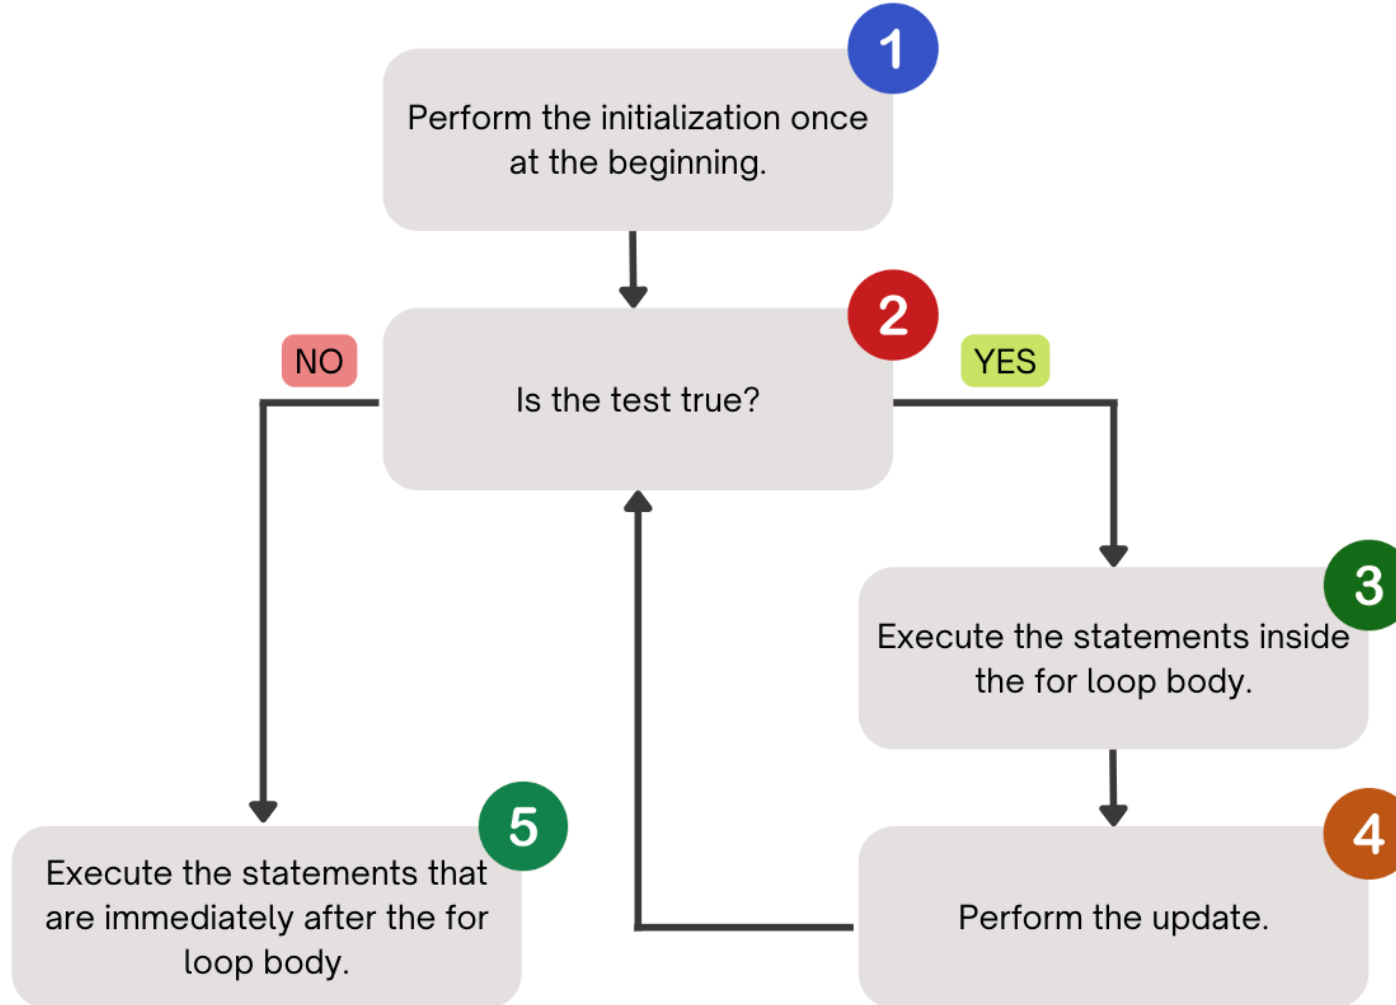 1
Perform the initialization once
at the beginning.
2
NO
YES
Is the test true?
3
Execute the statements inside
the for loop body.
5
4
Execute the statements that
are immediately after the for
loop body.
Perform the update.